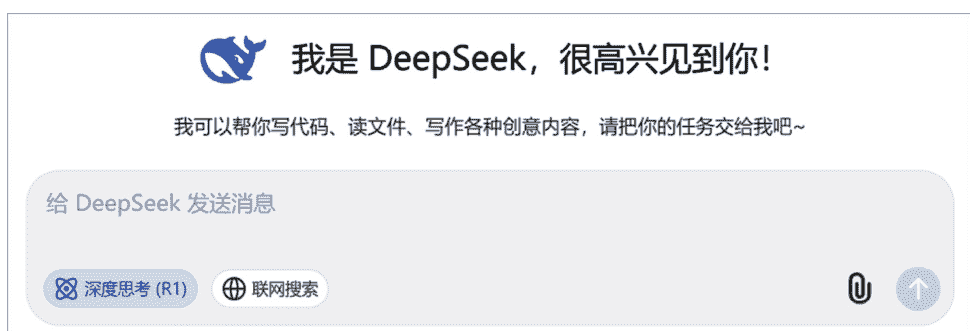 我是 DeepSeek，很高兴见到你！
我可以帮你写代码、读文件、写作各种创意内容，请把你的任务交给我吧~
给 DeepSeek 发送消息
深度思考 (R1) 联网搜索